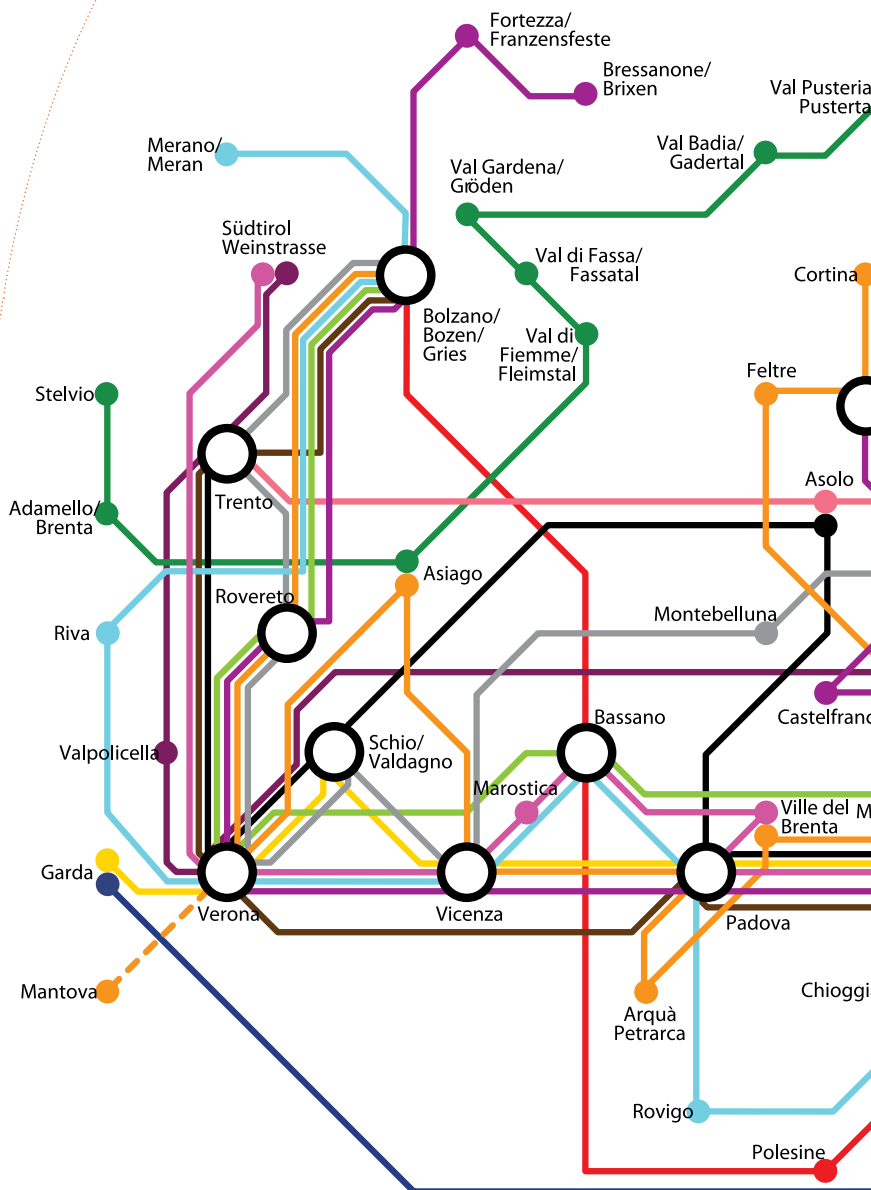 Fortezza/
Franzensfeste
Bressanone/
Brixen
Val Pusteria
Pusterta
Merano/
Meran
Val Badia/
Gadertal
Val Gardena/
Gröden
Südtirol
Weinstrasse
Val di Fassa/
Fassatal
Cortina
Bolzano/
Bozen/
Gries
Val di
Fiemme/
Fleimstal
Feltre
Stelvio
Asolo
Trento
Adamello/
Brenta
Asiago
Rovereto
Montebelluna
Riva
Bassano
Castelfranc
Schio/
Valdagno
Valpolicella
Marostica
Ville del
Brenta
M
Garda
Verona
Vicenza
Padova
Mantova
Chioggia
Arquà
Petrarca
Rovigo
Polesine